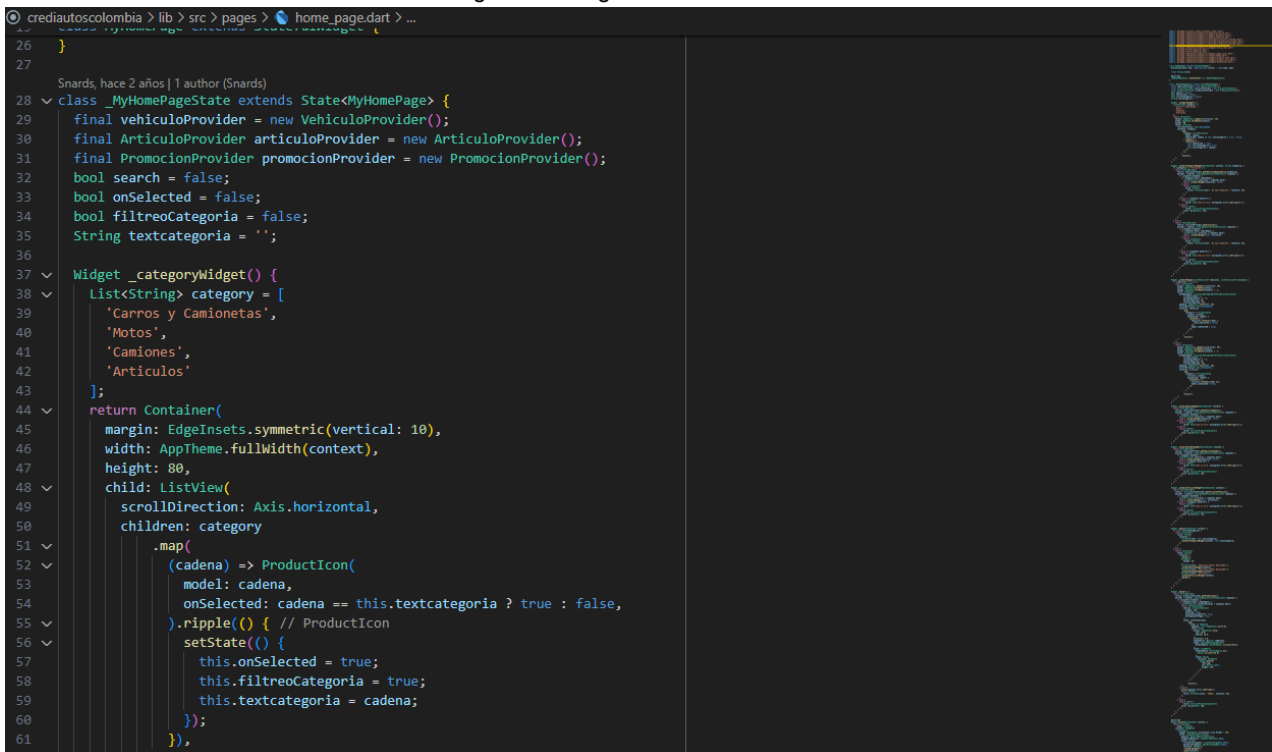 crediautoscolombia > lib > src > pages > home_page.dart > ...
19 class MyHomePage extends StatefulWidget {
26 }
27
Snards, hace 2 años | 1 author (Snards)
28 class _MyHomePageState extends State<MyHomePage> {
29 final vehiculoProvider = new VehiculoProvider();
30 final ArticuloProvider articuloProvider = new ArticuloProvider();
31 final PromocionProvider promocionProvider = new PromocionProvider();
32 bool search = false;
33 bool onSelected = false;
34 bool filtreoCategoria = false;
35 String textcategoria = '';
36
37 Widget _categoryWidget() {
38 List<String> category = [
39 'Carros y Camionetas',
40 'Motos',
41 'Camiones',
42 'Articulos'
43 ];
44 return Container(
45 margin: EdgeInsets.symmetric(vertical: 10),
46 width: AppTheme.fullWidth(context),
47 height: 80,
48 child: ListView(
49 scrollDirection: Axis.horizontal,
50 children: category
51 .map(
52 (cadena) => ProductIcon(
53 model: cadena,
54 onSelected: cadena == this.textcategoria ? true : false,
55 ).ripple(() { // ProductIcon
56 setState(() {
57 this.onSelected = true;
58 this.filtreoCategoria = true;
59 this.textcategoria = cadena;
60 });
61 }),